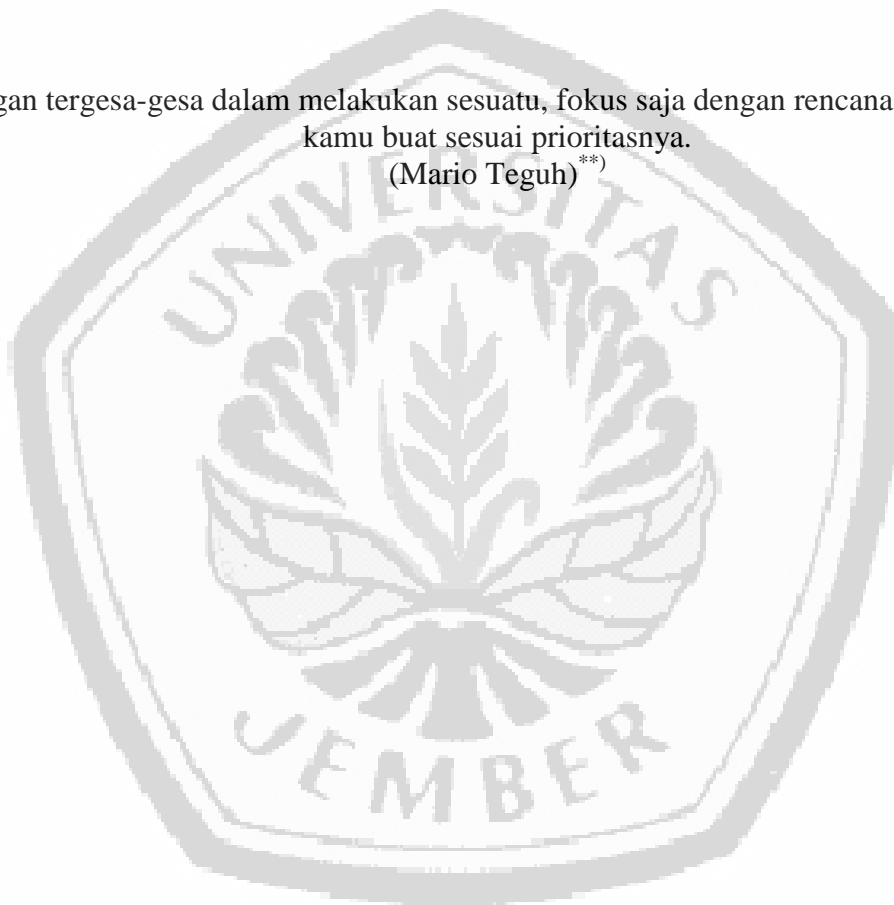 gan tergesa-gesa dalam melakukan sesuatu, fokus saja dengan rencana
kamu buat sesuai prioritasnya.
(Mario Teguh)**)
UNIVERSITAS
JEMBER